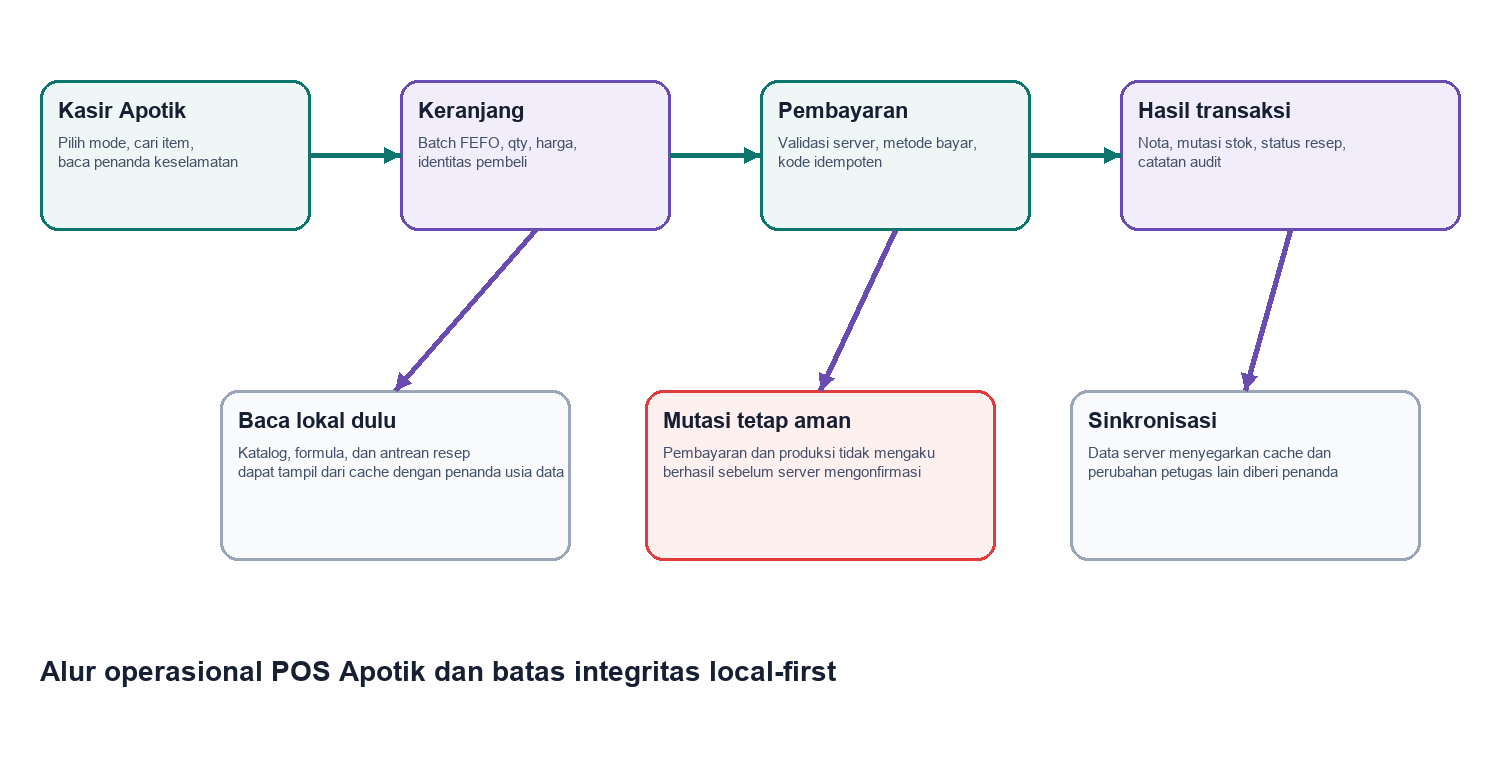 Kasir Apotik
Pilih mode, cari item,
baca penanda keselamatan
Keranjang
Batch FEFO, qty, harga,
identitas pembeli
Pembayaran
Validasi server, metode bayar,
kode idempoten
Hasil transaksi
Nota, mutasi stok, status resep,
catatan audit
Baca lokal dulu
Katalog, formula, dan antrean resep
dapat tampil dari cache dengan penanda usia data
Mutasi tetap aman
Pembayaran dan produksi tidak mengaku
berhasil sebelum server mengonfirmasi
Sinkronisasi
Data server menyegarkan cache dan
perubahan petugas lain diberi penanda
Alur operasional POS Apotik dan batas integritas local-first